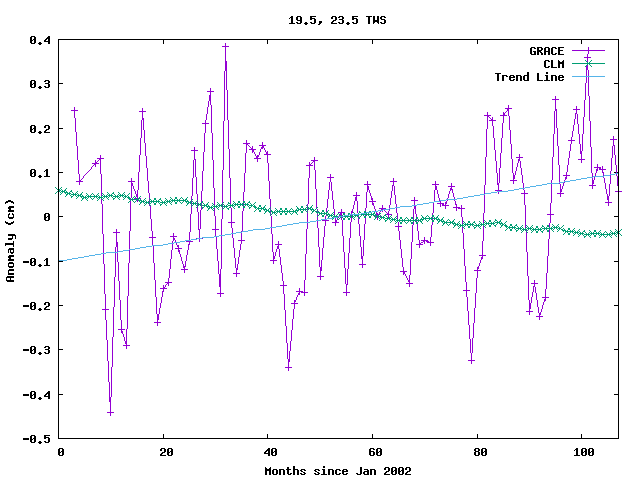 19.5, 23.5 TWS
GRACE
CLM
Trend Line
0.4
0.3
0.2
0.1
0
-0.1
-0.2
-0.3
-0.4
-0.5
Anomaly (cm)
0 20 40 60 80 100
Months since Jan 2002